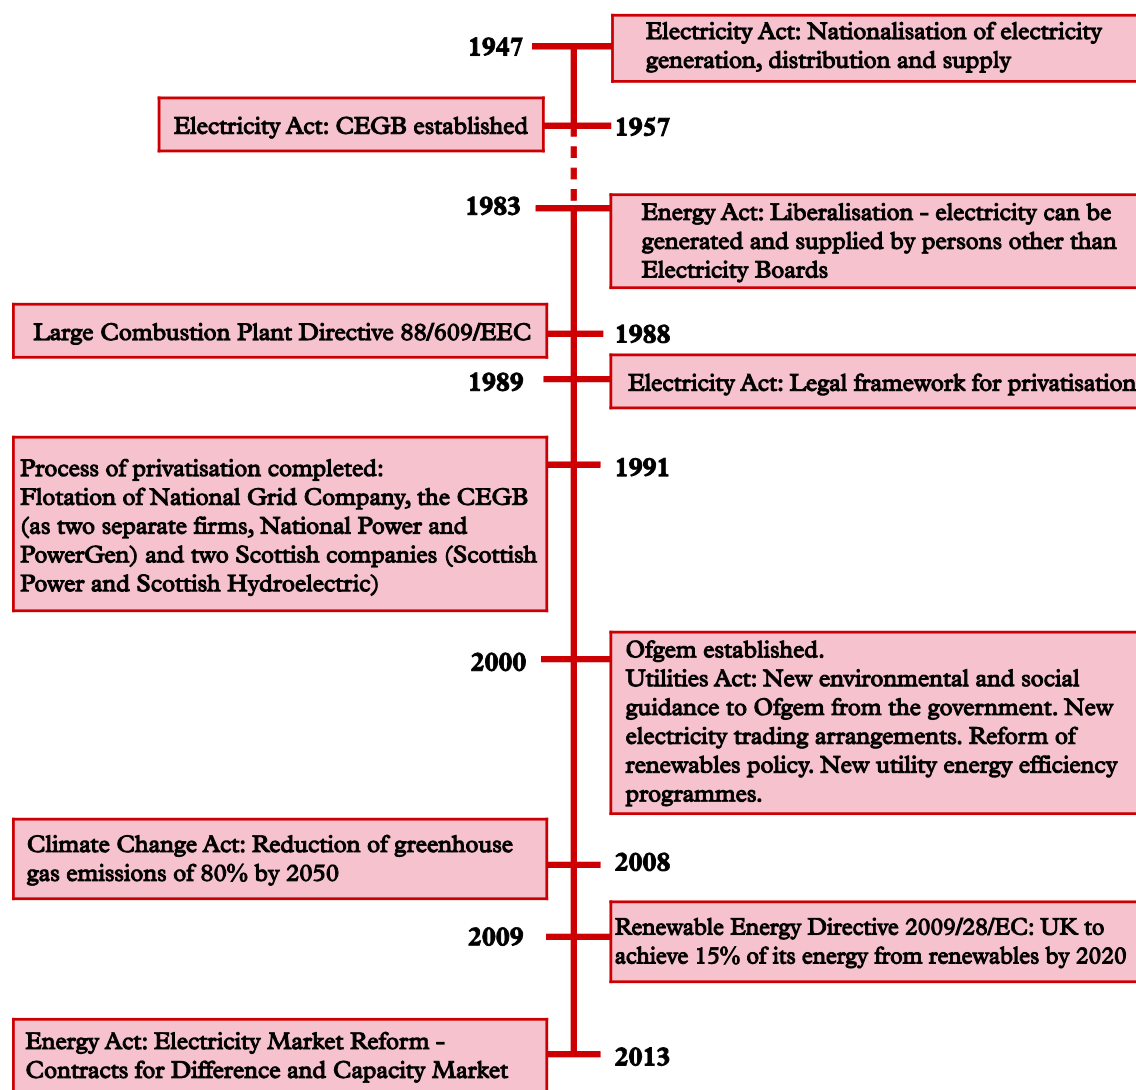 1947
Electricity Act: Nationalisation of electricity
generation, distribution and supply
Electricity Act: CEGB established
1957
1983
Energy Act: Liberalisation - electricity can be
generated and supplied by persons other than
Electricity Boards
Large Combustion Plant Directive 88/609/EEC
1988
1989
Electricity Act: Legal framework for privatisation
Process of privatisation completed:
Flotation of National Grid Company, the CEGB
(as two separate firms, National Power and
PowerGen) and two Scottish companies (Scottish
Power and Scottish Hydroelectric)
1991
2000
Ofgem established.
Utilities Act: New environmental and social
guidance to Ofgem from the government. New
electricity trading arrangements. Reform of
renewables policy. New utility energy efficiency
programmes.
Climate Change Act: Reduction of greenhouse
gas emissions of 80% by 2050
2008
2009
Renewable Energy Directive 2009/28/EC: UK to
achieve 15% of its energy from renewables by 2020
Energy Act: Electricity Market Reform -
Contracts for Difference and Capacity Market
2013